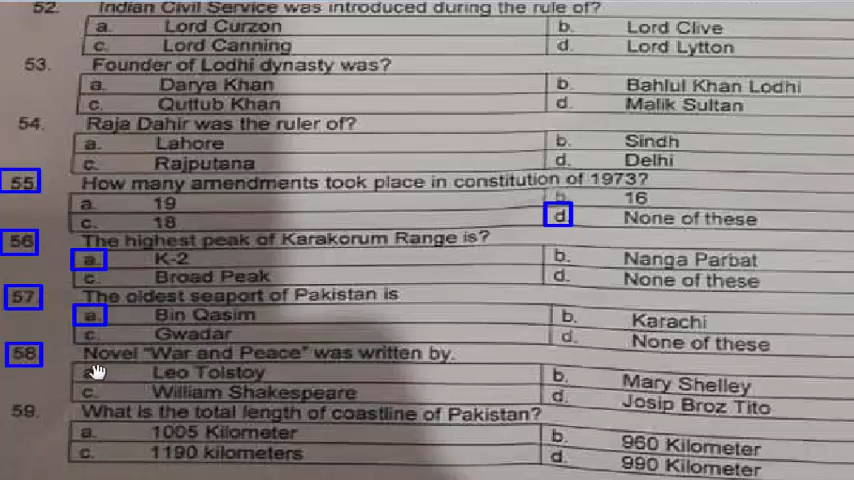 52. Indian Civil Service was introduced during the rule of?
a. Lord Curzon b. Lord Clive
c. Lord Canning d. Lord Lytton
53. Founder of Lodhi dynasty was?
a. Darya Khan b. Bahlul Khan Lodhi
c. Quttub Khan d. Malik Sultan
54. Raja Dahir was the ruler of?
a. Lahore b. Sindh
c. Rajputana d. Delhi
55. How many amendments took place in constitution of 1973?
a. 19 b. 16
c. 18 d. None of these
56 The highest peak of Karakorum Range is?
a. K-2 b. Nanga Parbat
c. Broad Peak d. None of these
57. The oldest seaport of Pakistan is
a. Bin Qasim b. Karachi
c. Gwadar d. None of these
58 Novel "War and Peace" was written by.
a. Leo Tolstoy b. Mary Shelley
c. William Shakespeare d. Josip Broz Tito
59. What is the total length of coastline of Pakistan?
a. 1005 Kilometer b. 960 Kilometer
c. 1190 kilometers d. 990 Kilometer